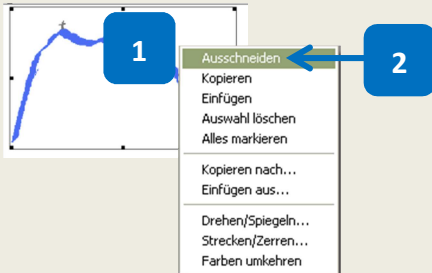 1
Ausschneiden
2
Kopieren
Einfügen
Auswahl löschen
Alles markieren
Kopieren nach...
Einfügen aus...
Drehen/Spiegeln...
Strecken/Zerren...
Farben umkehren